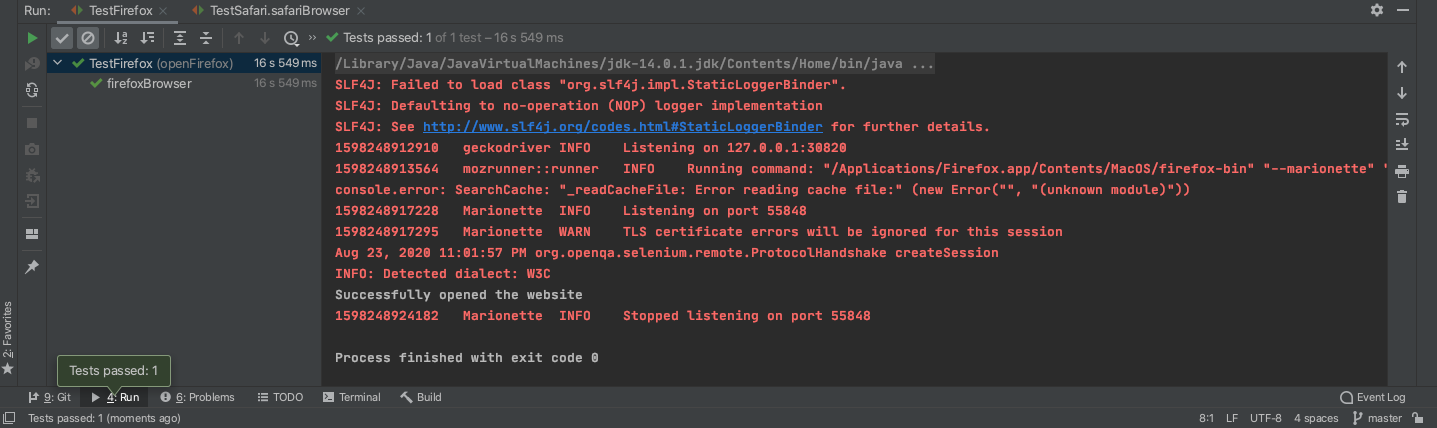 Run: TestFirefox TestSafari.safariBrowser
Tests passed: 1 of 1 test – 16 s 549 ms
TestFirefox (openFirefox) 16 s 549 ms
firefoxBrowser 16 s 549 ms
/Library/Java/JavaVirtualMachines/jdk-14.0.1.jdk/Contents/Home/bin/java ...
SLF4J: Failed to load class "org.slf4j.impl.StaticLoggerBinder".
SLF4J: Defaulting to no-operation (NOP) logger implementation
SLF4J: See http://www.slf4j.org/codes.html#StaticLoggerBinder for further details.
1598248912910 geckodriver INFO Listening on 127.0.0.1:30820
1598248913564 mozrunner::runner INFO Running command: "/Applications/Firefox.app/Contents/MacOS/firefox-bin" "--marionette" "
console.error: SearchCache: "_readCacheFile: Error reading cache file:" (new Error("", "(unknown module)"))
1598248917228 Marionette INFO Listening on port 55848
1598248917295 Marionette WARN TLS certificate errors will be ignored for this session
Aug 23, 2020 11:01:57 PM org.openqa.selenium.remote.ProtocolHandshake createSession
INFO: Detected dialect: W3C
Successfully opened the website
1598248924182 Marionette INFO Stopped listening on port 55848
Process finished with exit code 0
2: Favorites
Tests passed: 1
9: Git 4: Run 6: Problems TODO Terminal Build Event Log
Tests passed: 1 (moments ago) 8:1 LF UTF-8 4 spaces master